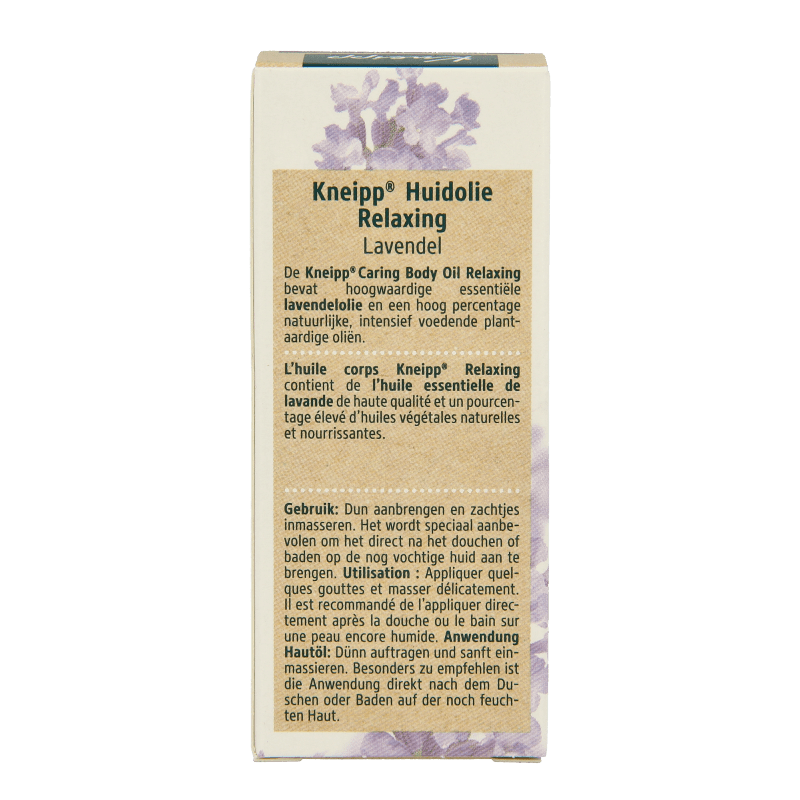 Kneipp
Kneipp® Huidolie
Relaxing
Lavendel
De Kneipp® Caring Body Oil Relaxing
bevat hoogwaardige essentiële
lavendelolie en een hoog percentage
natuurlijke, intensief voedende plant-
aardige oliën.
L'huile corps Kneipp® Relaxing
contient de l'huile essentielle de
lavande de haute qualité et un pourcen-
tage élevé d'huiles végétales naturelles
et nourrissantes.
Gebruik: Dun aanbrengen en zachtjes
inmasseren. Het wordt speciaal aanbe-
volen om het direct na het douchen of
baden op de nog vochtige huid aan te
brengen. Utilisation : Appliquer quel-
ques gouttes et masser délicatement.
Il est recommandé de l'appliquer direc-
tement après la douche ou le bain sur
une peau encore humide. Anwendung
Hautöl: Dünn auftragen und sanft ein-
massieren. Besonders zu empfehlen ist
die Anwendung direkt nach dem Du-
schen oder Baden auf der noch feuch-
ten Haut.